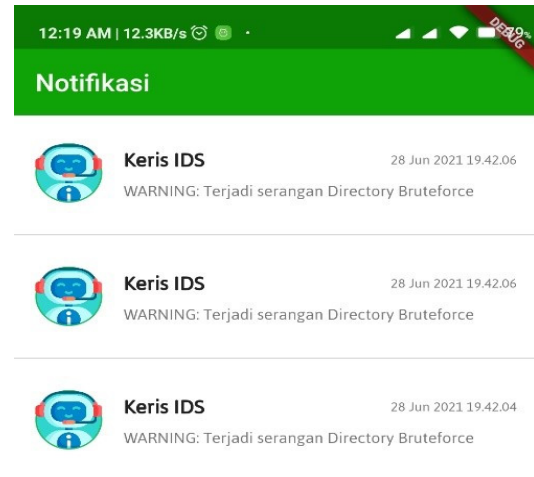 12:19 AM | 12.3KB/s
DEBUG
Notifikasi
Keris IDS 28 Jun 2021 19.42.06
WARNING: Terjadi serangan Directory Bruteforce
Keris IDS 28 Jun 2021 19.42.06
WARNING: Terjadi serangan Directory Bruteforce
Keris IDS 28 Jun 2021 19.42.04
WARNING: Terjadi serangan Directory Bruteforce